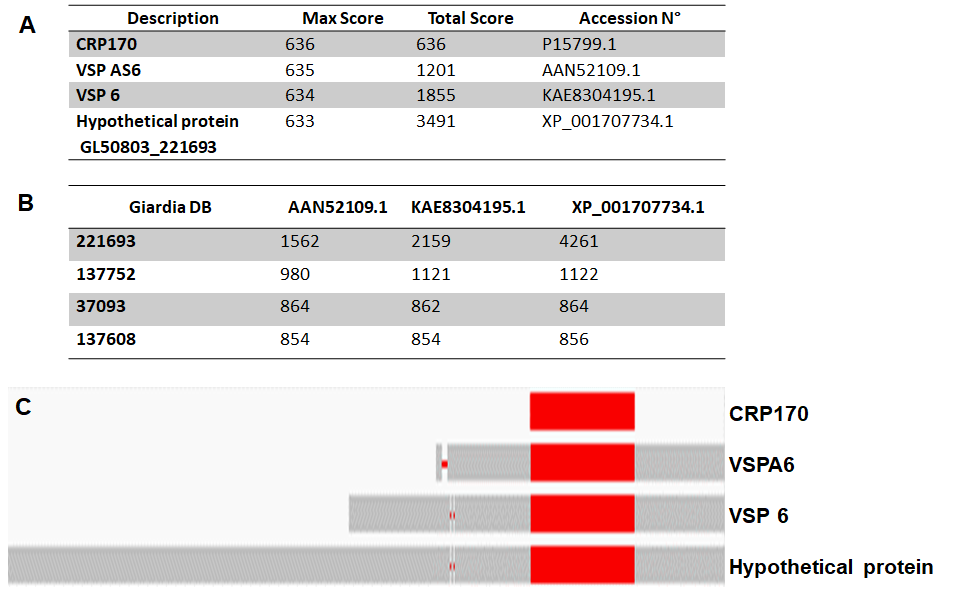 A
Description Max Score Total Score Accession N°
CRP170 636 636 P15799.1
VSP AS6 635 1201 AAN52109.1
VSP 6 634 1855 KAE8304195.1
Hypothetical protein 633 3491 XP_001707734.1
GL50803_221693
B
Giardia DB AAN52109.1 KAE8304195.1 XP_001707734.1
221693 1562 2159 4261
137752 980 1121 1122
37093 864 862 864
137608 854 854 856
C
CRP170
VSPA6
VSP 6
Hypothetical protein